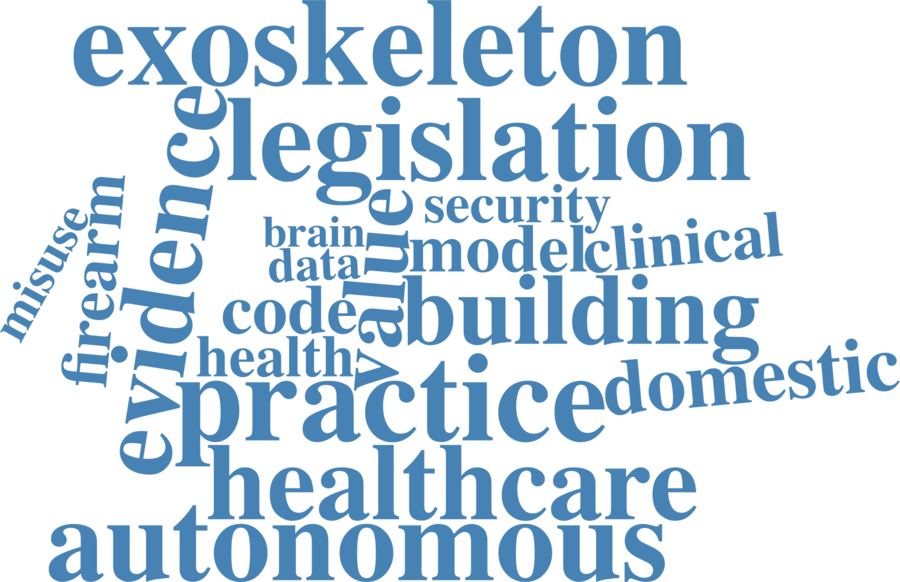 exoskeleton
legislation
evidence
firearm
misuse
value
security
brain
model
clinical
data
code
building
health
practice
domestic
healthcare
autonomous